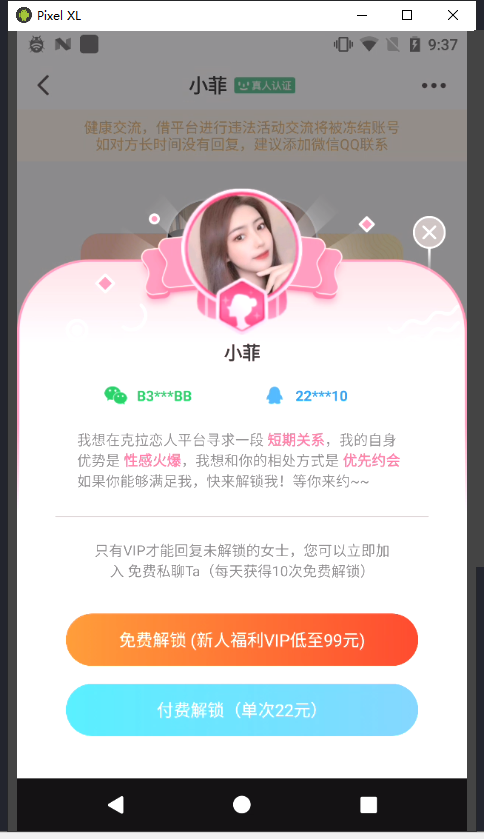 Pixel XL
9:37
小菲 真人认证
健康交流，借平台进行违法活动交流将被冻结账号
如对方长时间没有回复，建议添加微信QQ联系
小菲
B3***BB 22***10
我想在克拉恋人平台寻求一段 短期关系，我的自身
优势是 性感火爆，我想和你的相处方式是 优先约会
如果你能够满足我，快来解锁我！等你来约~~
只有VIP才能回复未解锁的女士，您可以立即加
入 免费私聊Ta（每天获得10次免费解锁）
免费解锁 (新人福利VIP低至99元)
付费解锁（单次22元）